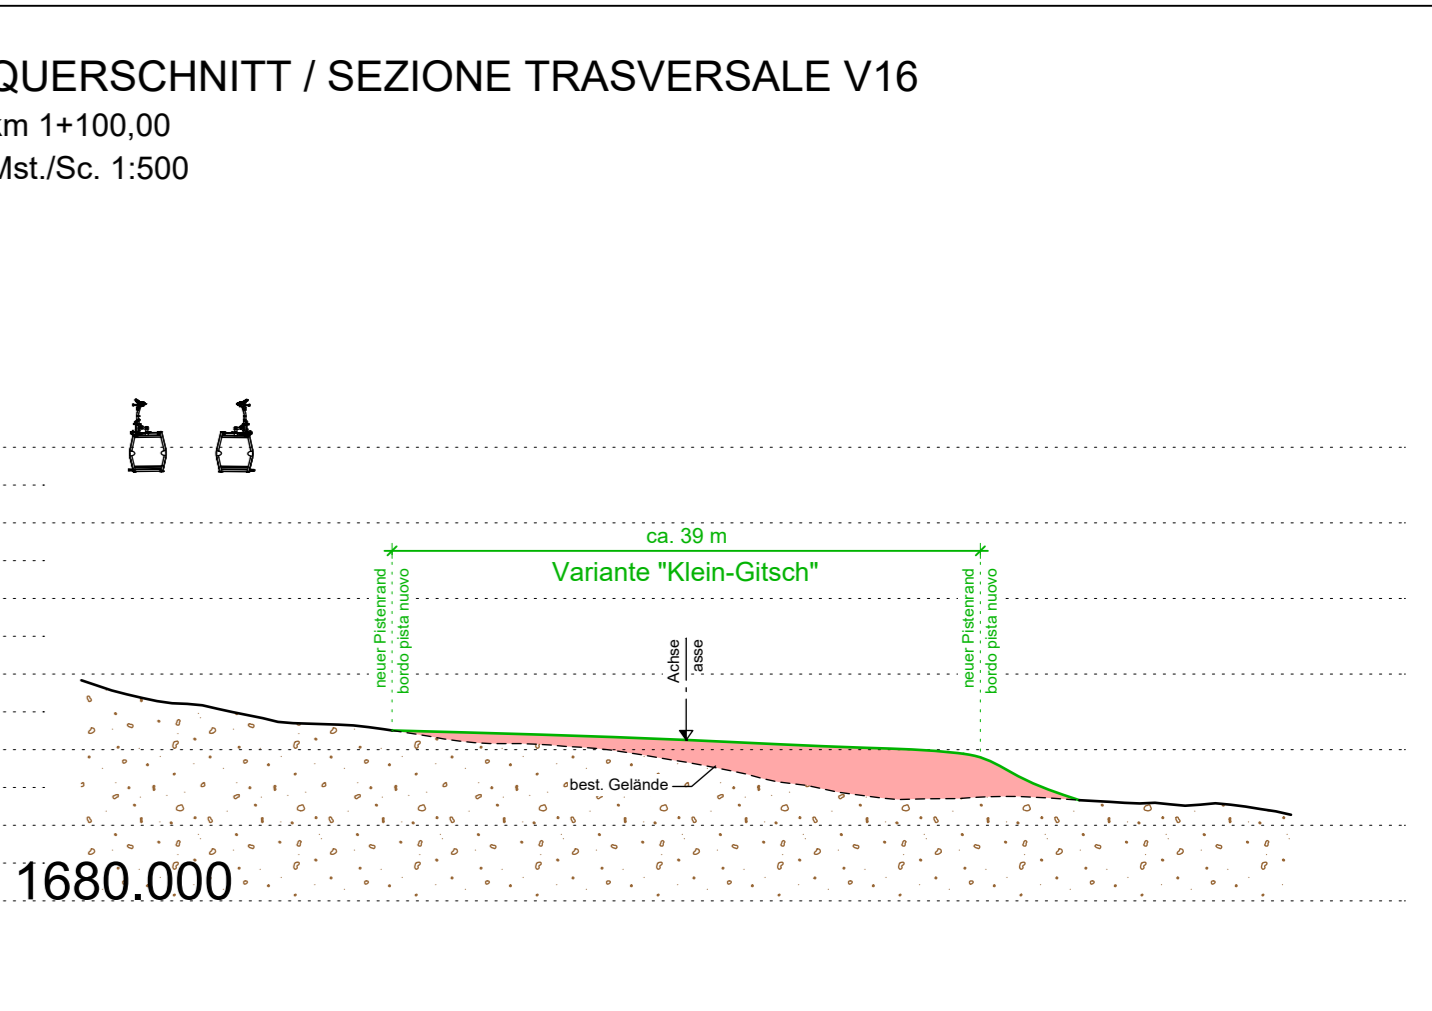 QUERSCHNITT / SEZIONE TRASVERSALE V16
km 1+100,00
Mst./Sc. 1:500
ca. 39 m
Variante "Klein-Gitsch"
neuer Pistenrand
bordo pista nuovo
Achse
asse
neuer Pistenrand
bordo pista nuovo
best. Gelände
1680.000